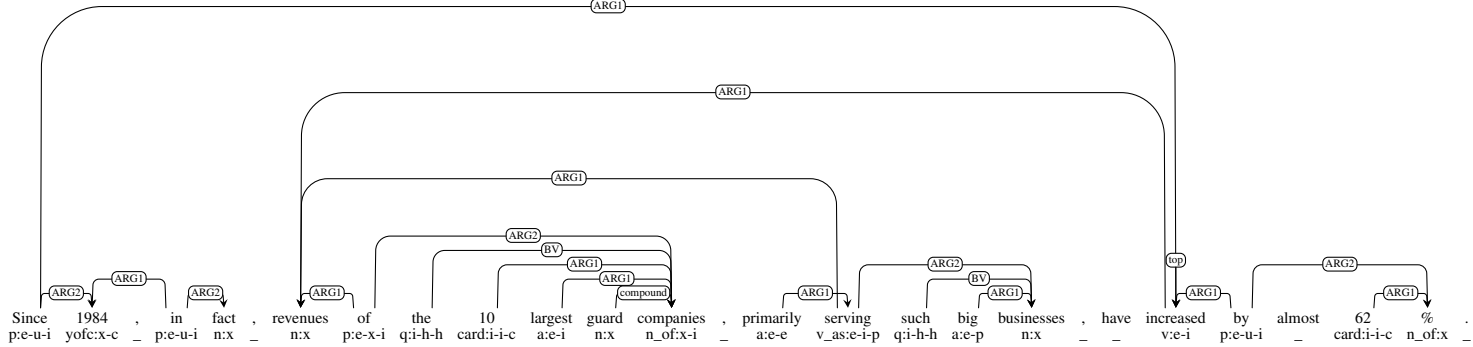 ARG1
ARG1
ARG1
ARG2
BV
top
ARG1 ARG2 ARG2
ARG1 ARG1 BV
ARG2 ARG2 ARG1 compound ARG1 ARG1 ARG1 ARG1
Since 1984 , in fact , revenues of the 10 largest guard companies , primarily serving such big businesses , have increased by almost 62 % .
p:e-u-i yofc:x-c _ p:e-u-i n:x _ n:x p:e-x-i q:i-h-h card:i-i-c a:e-i n:x n_of:x-i _ a:e-e v_as:e-i-p q:i-h-h a:e-p n:x _ _ v:e-i p:e-u-i _ card:i-i-c n_of:x _